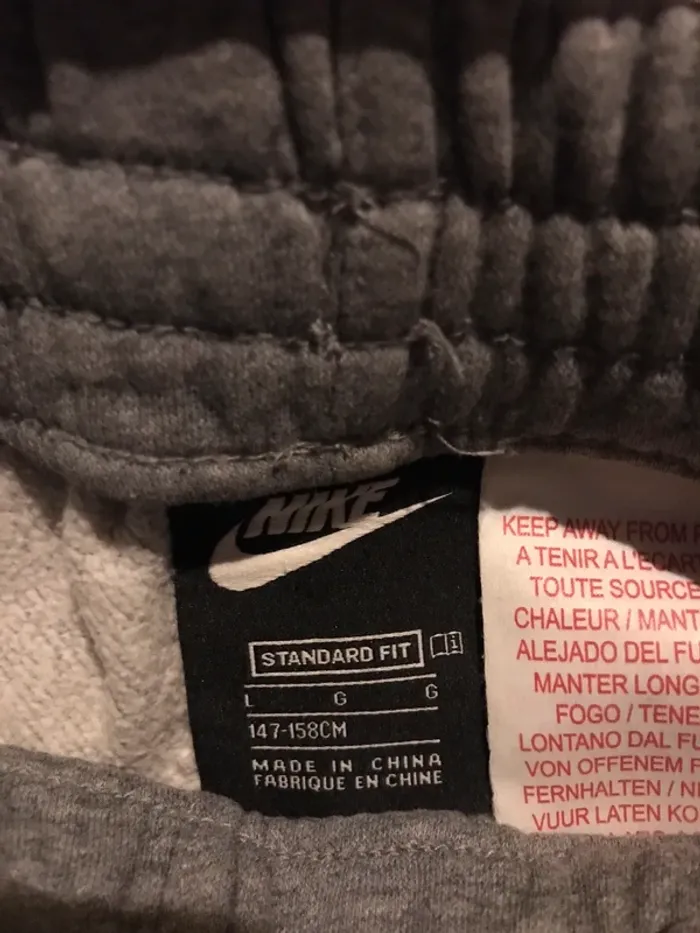 NIKE
STANDARD FIT
L G G
147-158CM
MADE IN CHINA
FABRIQUE EN CHINE
KEEP AWAY FROM
A TENIR A L'ECART
TOUTE SOURCE
CHALEUR / MANT
ALEJADO DEL FU
MANTER LONG
FOGO / TENE
LONTANO DAL FU
VON OFFENEM F
FERNHALTEN / N
VUUR LATEN KO